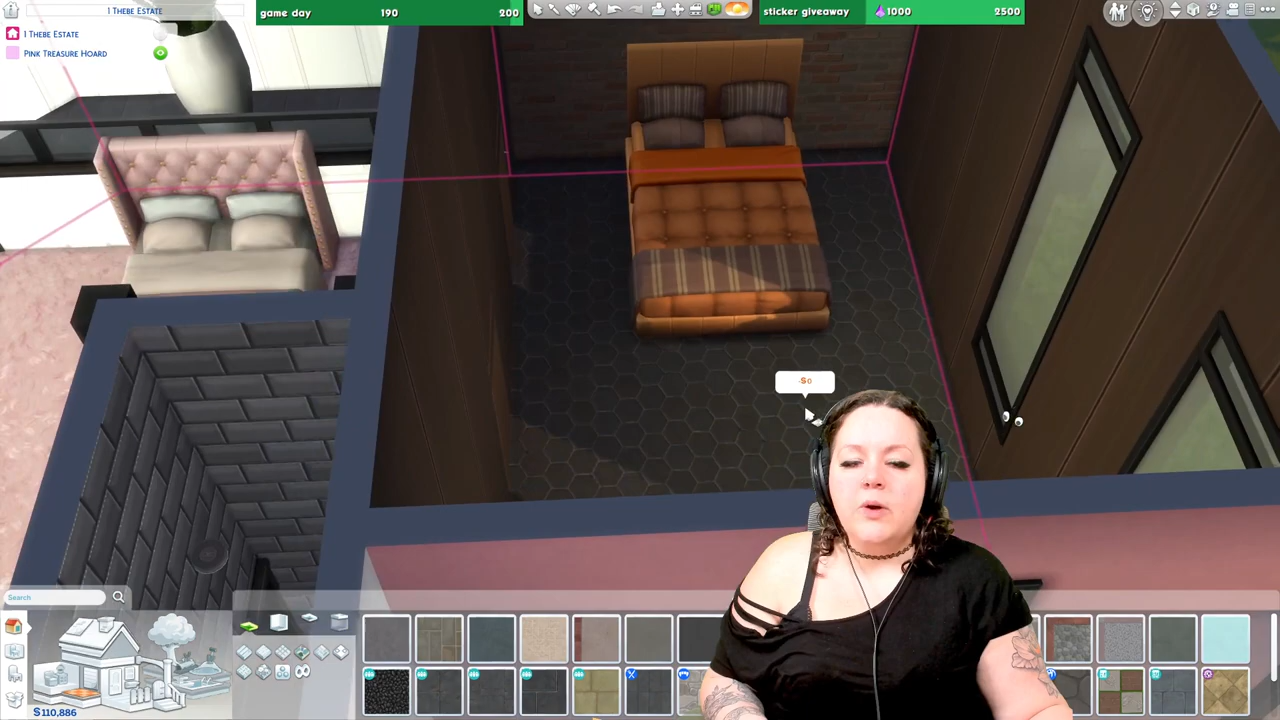 1 THEBE ESTATE
game day 190 200
sticker giveaway 1000 2500
1 THEBE ESTATE
PINK TREASURE HOARD
-§0
Search
§110,886